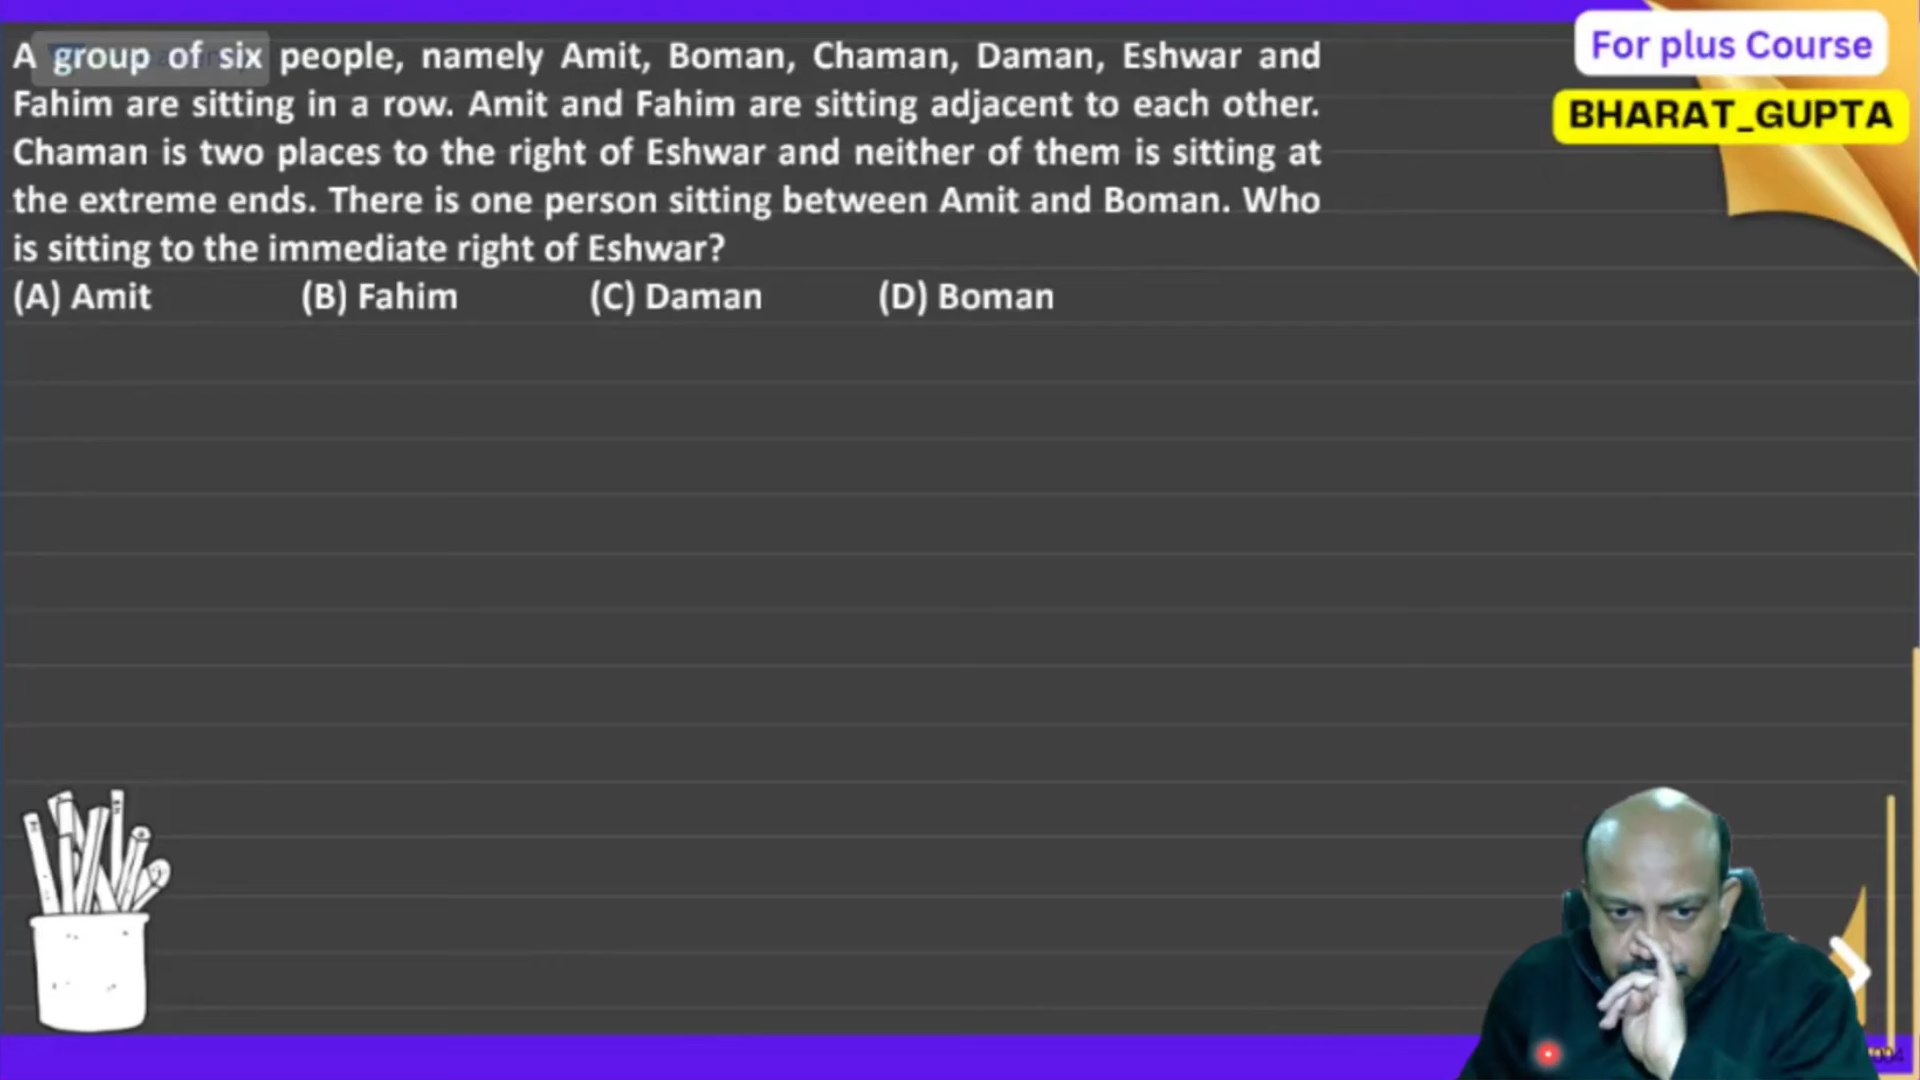 A group of six people, namely Amit, Boman, Chaman, Daman, Eshwar and
Fahim are sitting in a row. Amit and Fahim are sitting adjacent to each other.
Chaman is two places to the right of Eshwar and neither of them is sitting at
the extreme ends. There is one person sitting between Amit and Boman. Who
is sitting to the immediate right of Eshwar?
(A) Amit (B) Fahim (C) Daman (D) Boman
For plus Course
BHARAT_GUPTA